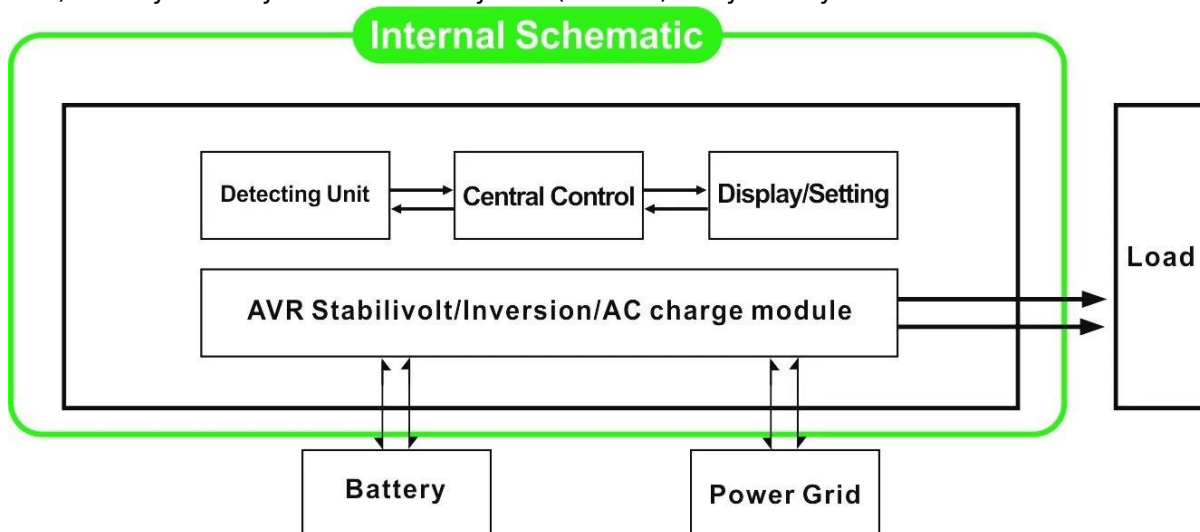 Internal Schematic
Detecting Unit
Central Control
Display/Setting
AVR Stabilivolt/Inversion/AC charge module
Load
Battery
Power Grid